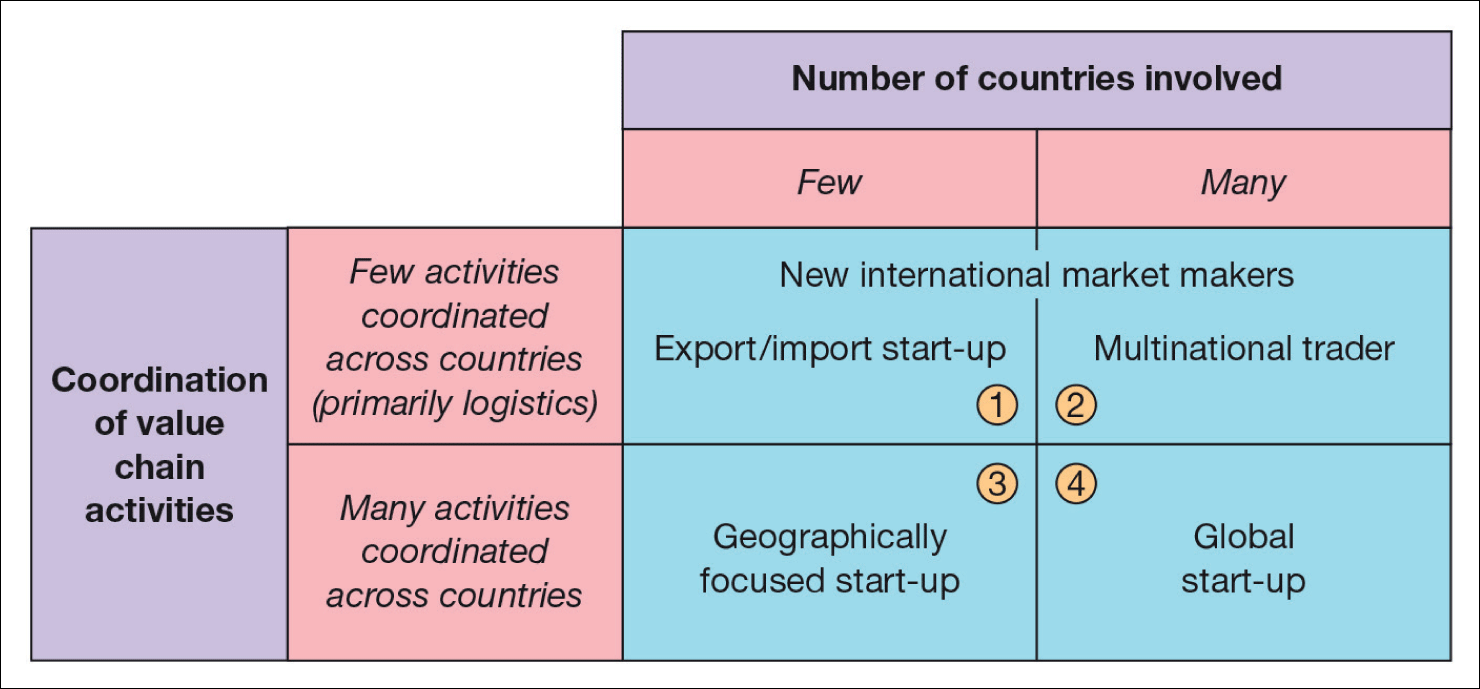 Number of countries involved
Few
Many
Coordination
of value
chain
activities
Few activities
coordinated
across countries
(primarily logistics)
New international market makers
Export/import start-up
Multinational trader
1
2
Many activities
coordinated
across countries
3
4
Geographically
focused start-up
Global
start-up